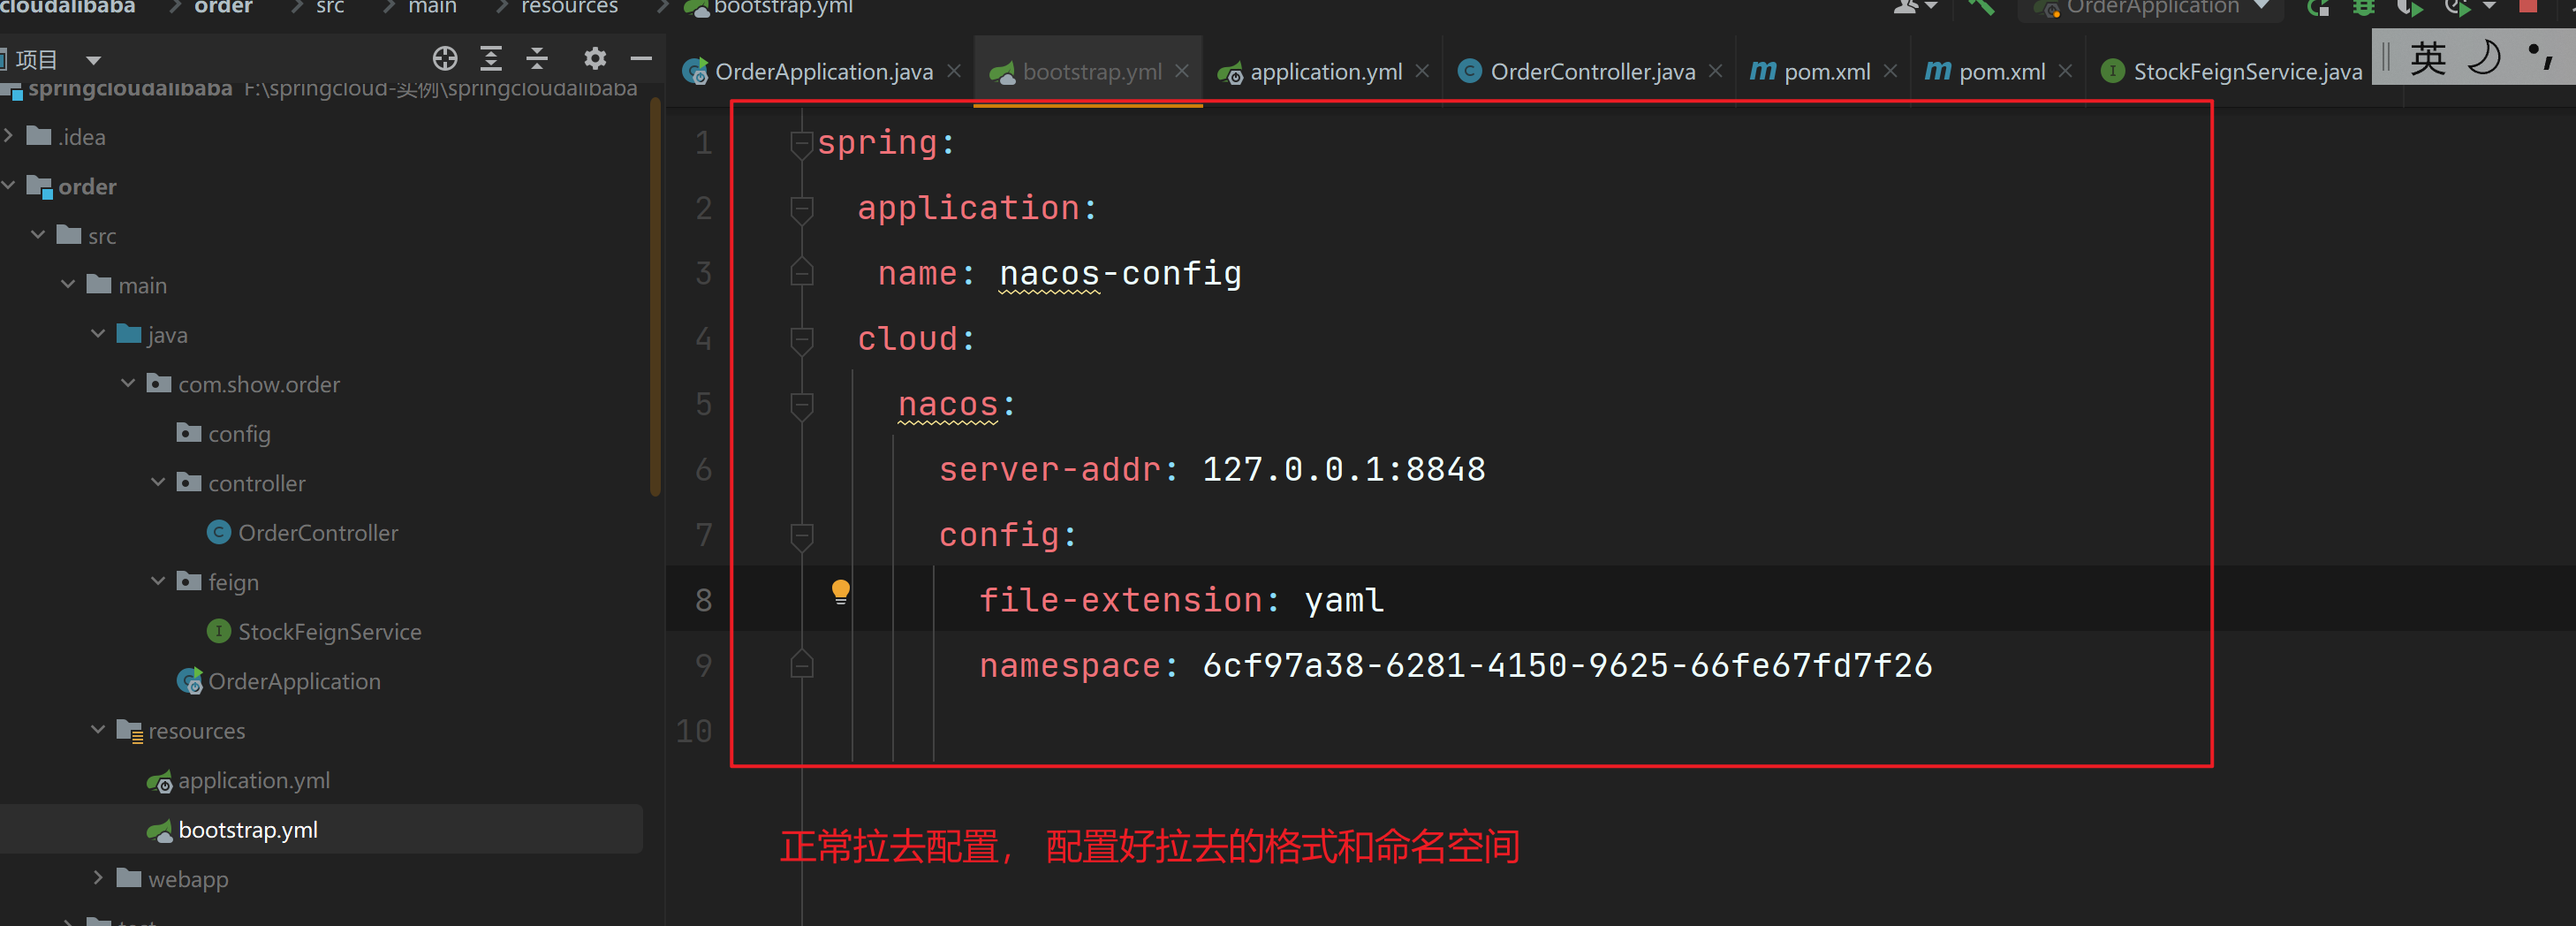 cloudalibaba order src main resources bootstrap.yml OrderApplication
项目
OrderApplication.java bootstrap.yml application.yml OrderController.java pom.xml pom.xml StockFeignService.java 英
springcloudalibaba F:\springcloud-实例\springcloudalibaba
.idea
order
src
main
java
com.show.order
config
controller
OrderController
feign
StockFeignService
OrderApplication
resources
application.yml
bootstrap.yml
webapp
test
1 spring:
2 application:
3 name: nacos-config
4 cloud:
5 nacos:
6 server-addr: 127.0.0.1:8848
7 config:
8 file-extension: yaml
9 namespace: 6cf97a38-6281-4150-9625-66fe67fd7f26
10
正常拉去配置， 配置好拉去的格式和命名空间